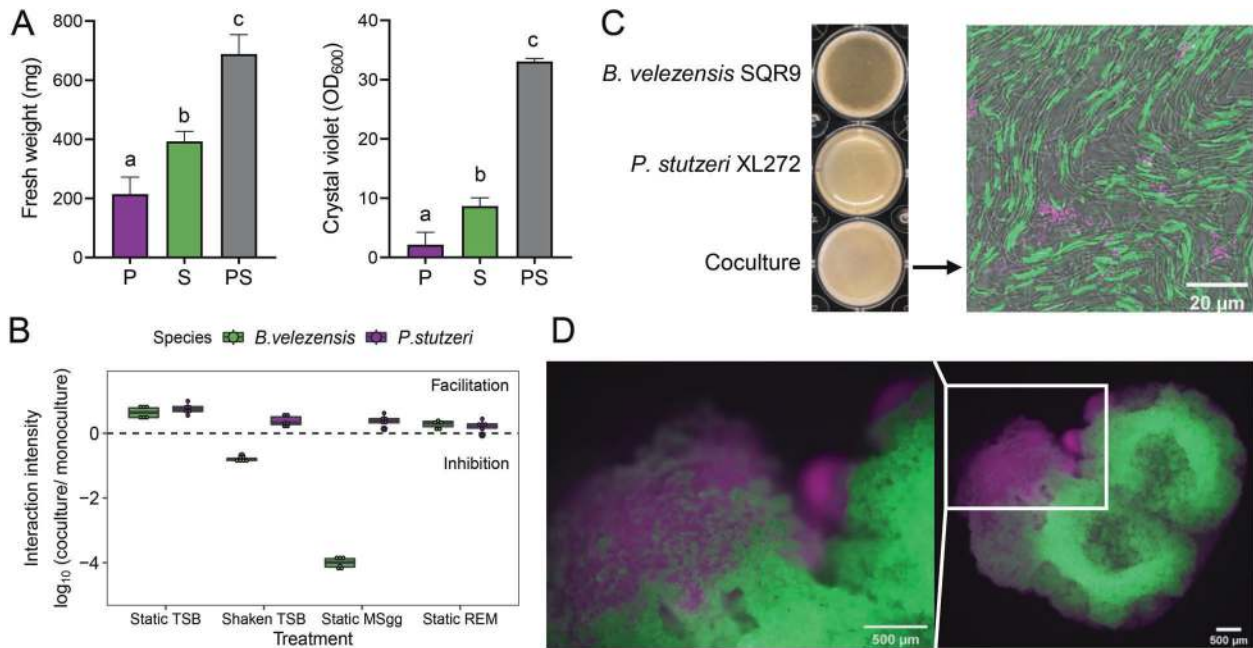 A
Fresh weight (mg)
800
600
400
200
0
a
b
c
P
S
PS
Crystal violet (OD600)
40
30
20
10
0
a
b
c
P
S
PS
C
B. velezensis SQR9
P. stutzeri XL272
Coculture
20 µm
B
Species B.velezensis P.stutzeri
Interaction intensity
log10 (coculture/ monoculture)
0
−2
−4
Facilitation
Inhibition
Static TSB Shaken TSB Static MSgg Static REM
Treatment
D
500 µm
500 µm